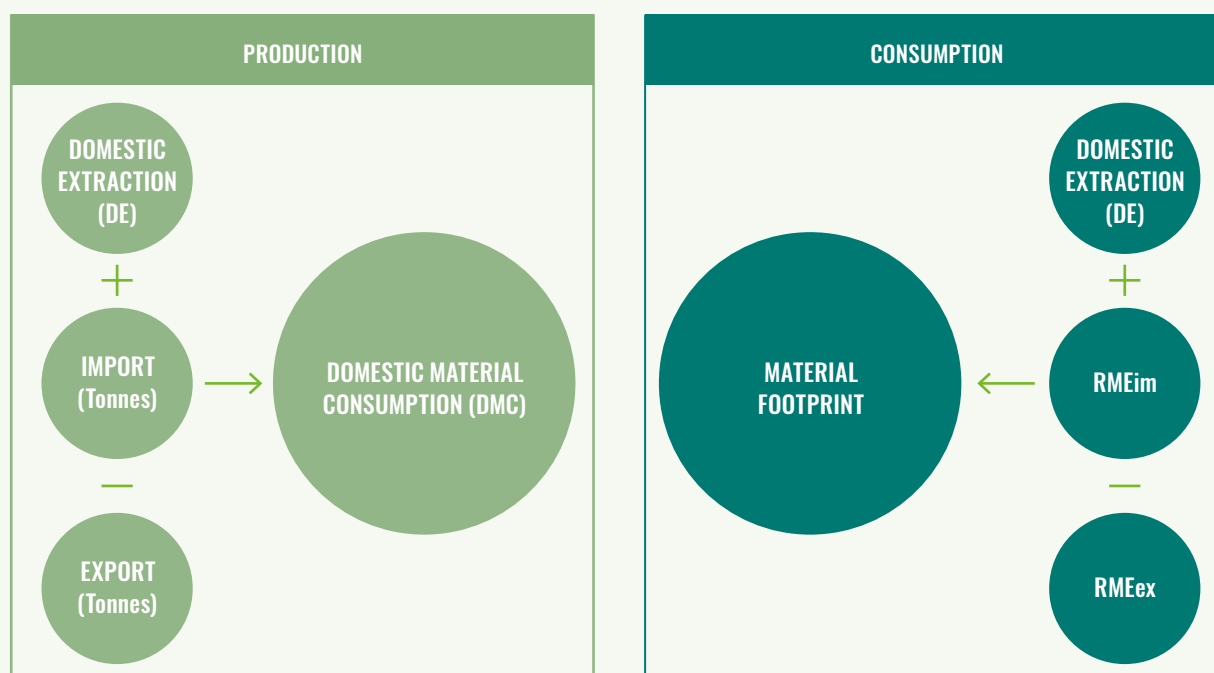 PRODUCTION
DOMESTIC
EXTRACTION
(DE)
+
IMPORT
(Tonnes)
—
EXPORT
(Tonnes)
DOMESTIC MATERIAL
CONSUMPTION (DMC)
CONSUMPTION
MATERIAL
FOOTPRINT
DOMESTIC
EXTRACTION
(DE)
+
RMEim
—
RMEex